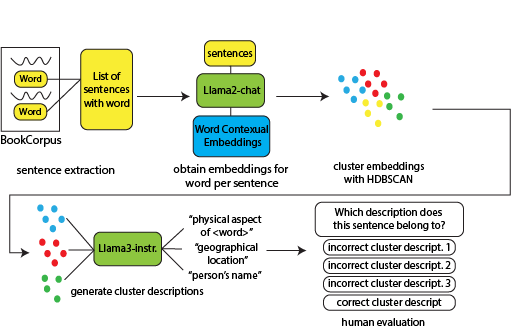 Word
Word
BookCorpus
List of
sentences
with word
sentence extraction
sentences
Llama2-chat
Word Contexual
Embeddings
obtain embeddings for
word per sentence
cluster embeddings
with HDBSCAN
Llama3-instr.
generate cluster descriptions
“physical aspect
of <word>”
“geographical
location”
“person’s name”
Which description does
this sentence belong to?
incorrect cluster descript. 1
incorrect cluster descript. 2
incorrect cluster descript. 3
correct cluster descript
human evaluation